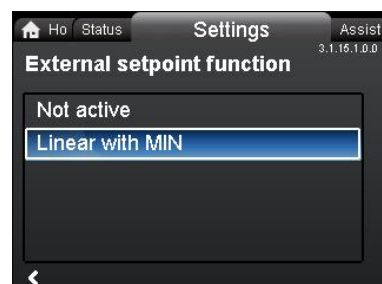 Ho Status Settings Assist
3.1.15.1.0.0
External setpoint function
Not active
Linear with MIN